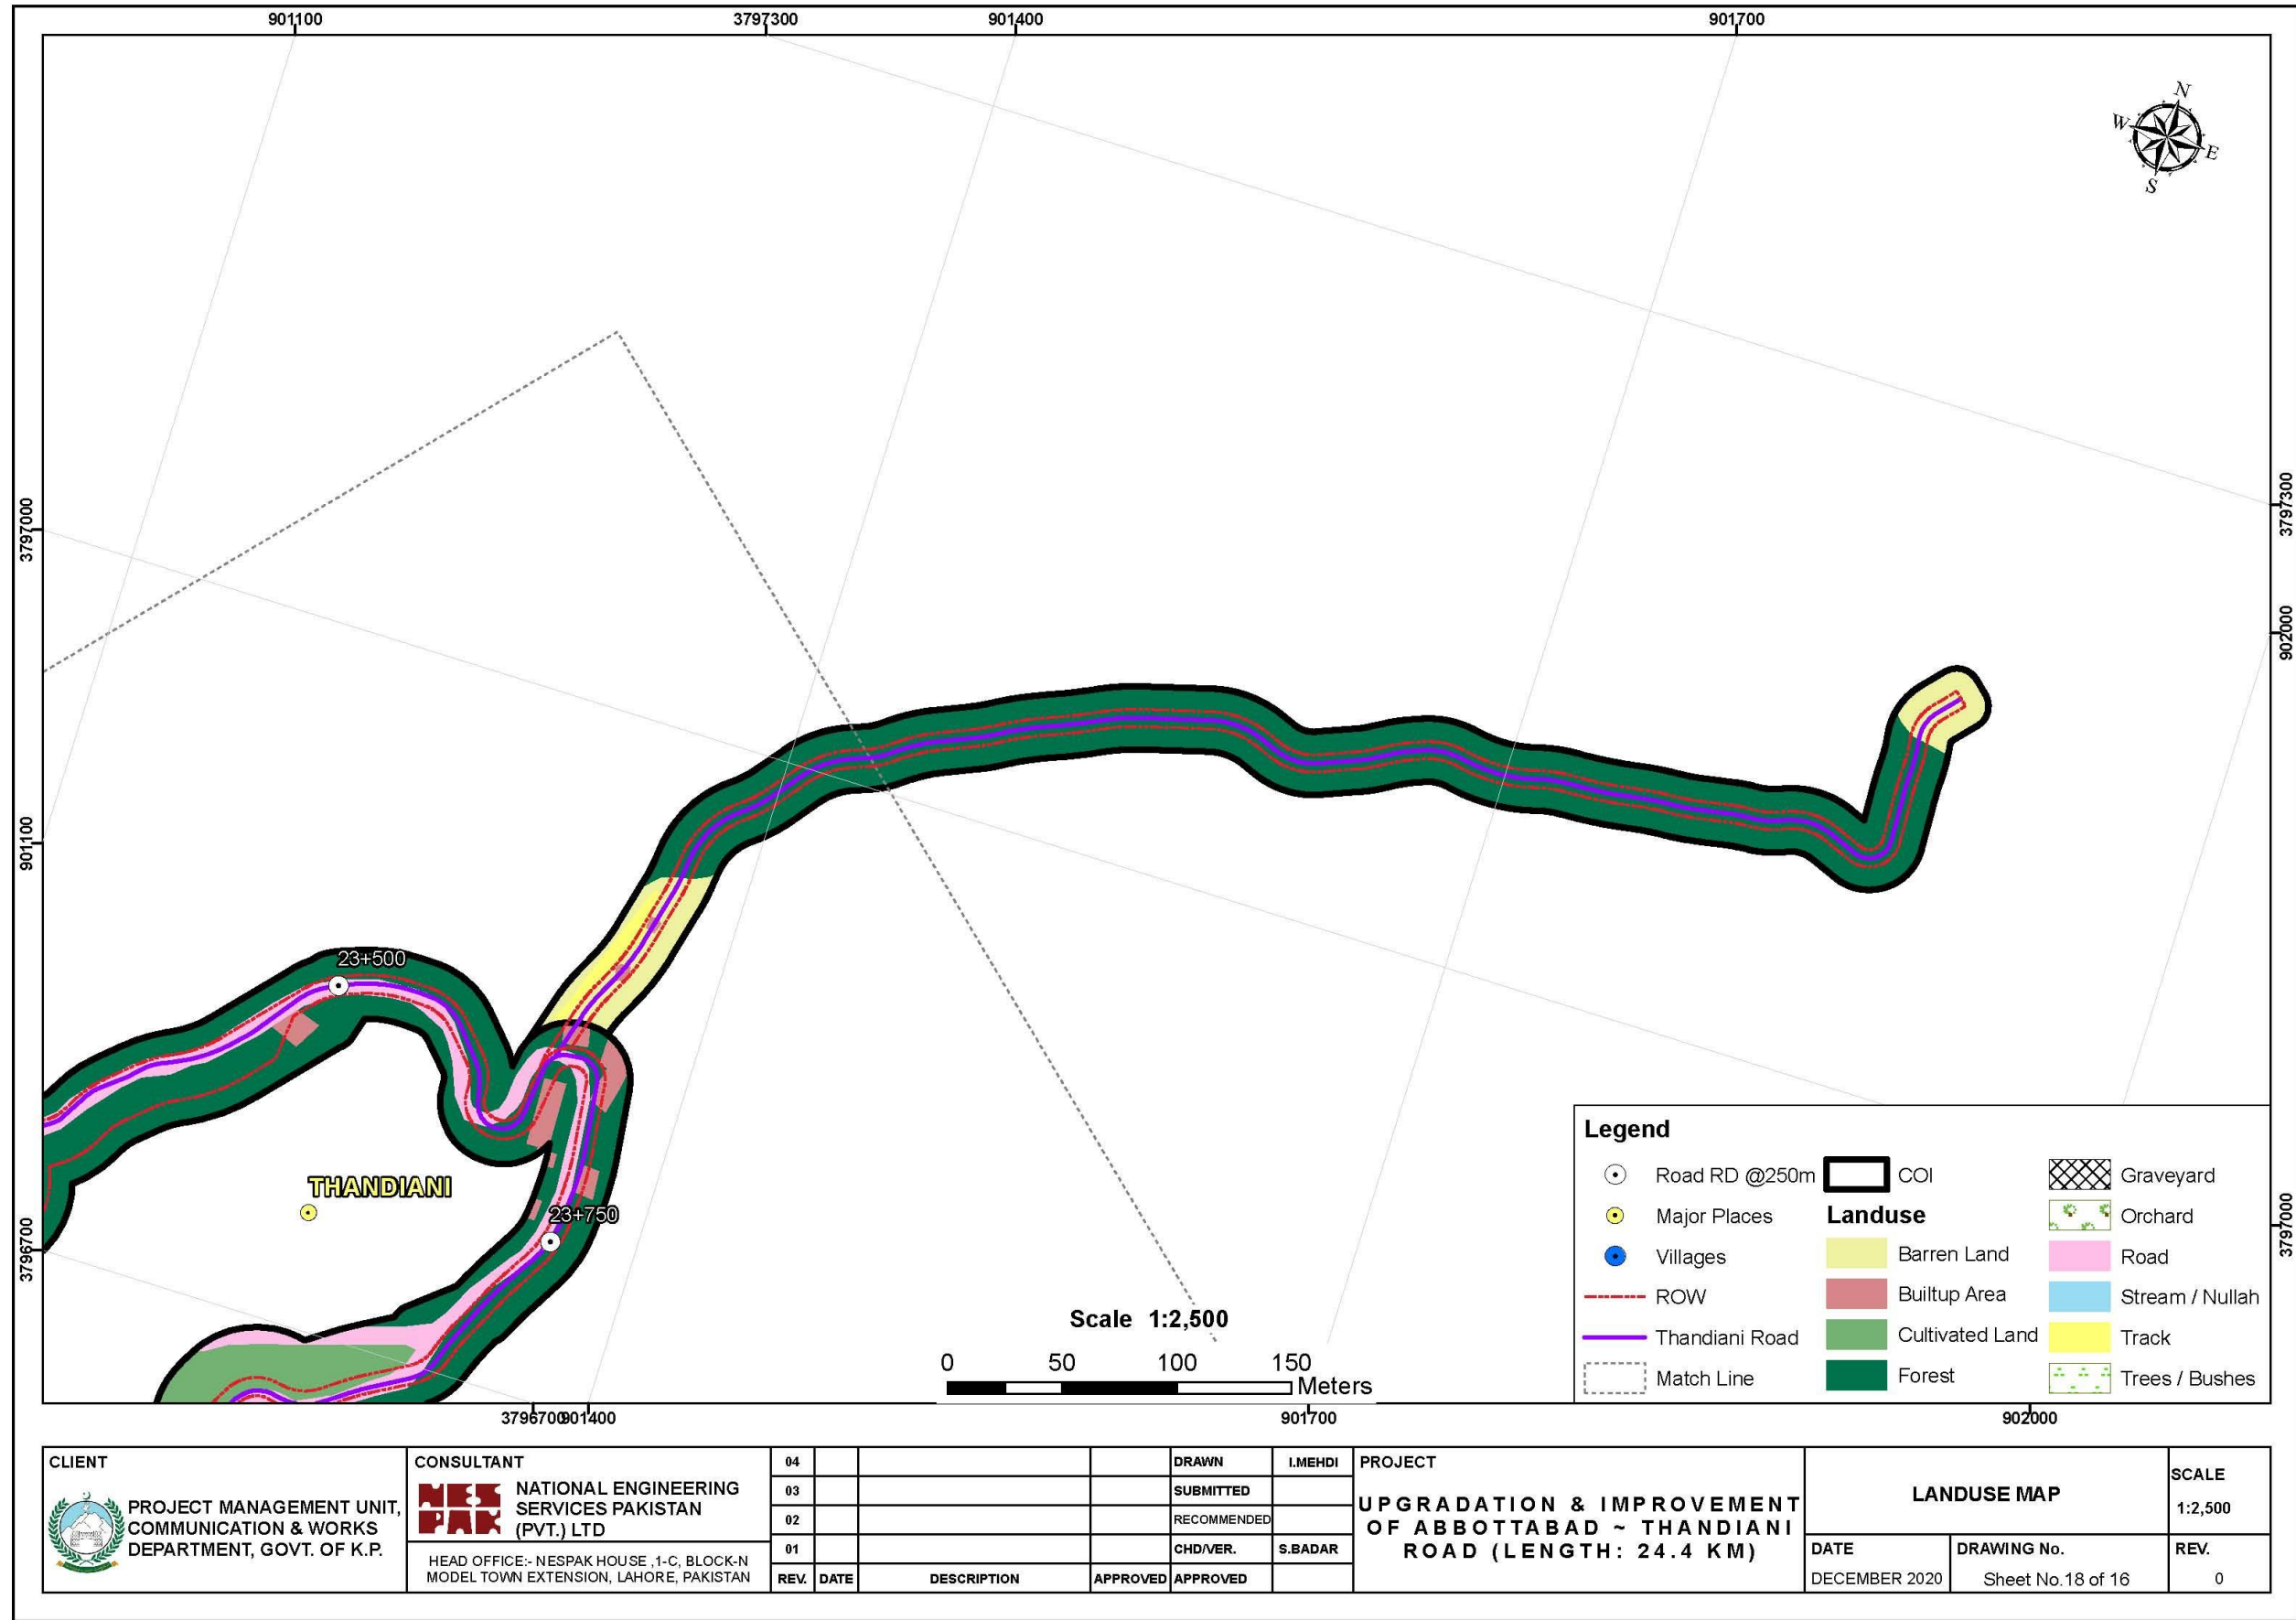 901100
3797300
901400
901700
N
W
E
S
3797000
3797300
902000
901100
23+500
THANDIANI
23+750
3796700
3797000
Scale 1:2,500
0 50 100 150
Meters
Legend
Road RD @250m
Major Places
Villages
ROW
Thandiani Road
Match Line
COI
Landuse
Barren Land
Builtup Area
Cultivated Land
Forest
Graveyard
Orchard
Road
Stream / Nullah
Track
Trees / Bushes
3796700
901400
901700
902000
CLIENT
PROJECT MANAGEMENT UNIT,
COMMUNICATION & WORKS
DEPARTMENT, GOVT. OF K.P.
CONSULTANT
NES
PAK
NATIONAL ENGINEERING
SERVICES PAKISTAN
(PVT.) LTD
HEAD OFFICE:- NESPAK HOUSE ,1-C, BLOCK-N
MODEL TOWN EXTENSION, LAHORE, PAKISTAN
04
03
02
01
REV. DATE DESCRIPTION APPROVED
DRAWN I.MEHDI
SUBMITTED
RECOMMENDED
CHD/VER. S.BADAR
APPROVED
PROJECT
UPGRADATION & IMPROVEMENT
OF ABBOTTABAD ~ THANDIANI
ROAD (LENGTH: 24.4 KM)
LANDUSE MAP
SCALE
1:2,500
DATE
DECEMBER 2020
DRAWING No.
Sheet No.18 of 16
REV.
0